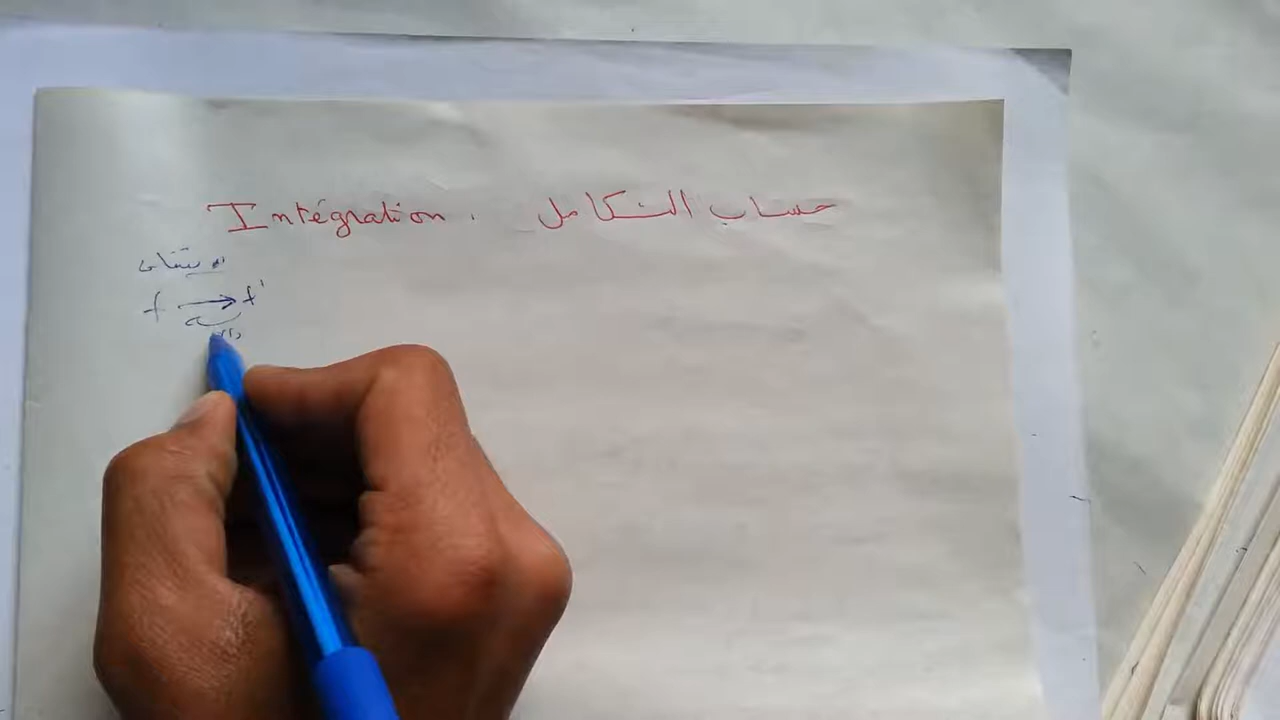 Intégration . حساب التكامل
f → f'